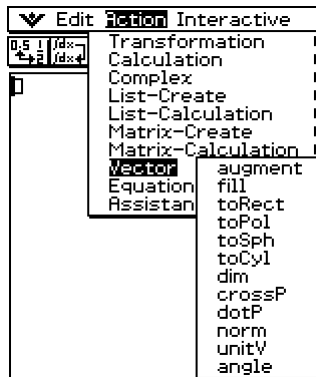 Edit Action Interactive
Transformation
Calculation
Complex
List-Create
List-Calculation
Matrix-Create
Matrix-Calculation
Vector
Equation
Assistan
augment
fill
toRect
toPol
toSph
toCyl
dim
crossP
dotP
norm
unitV
angle